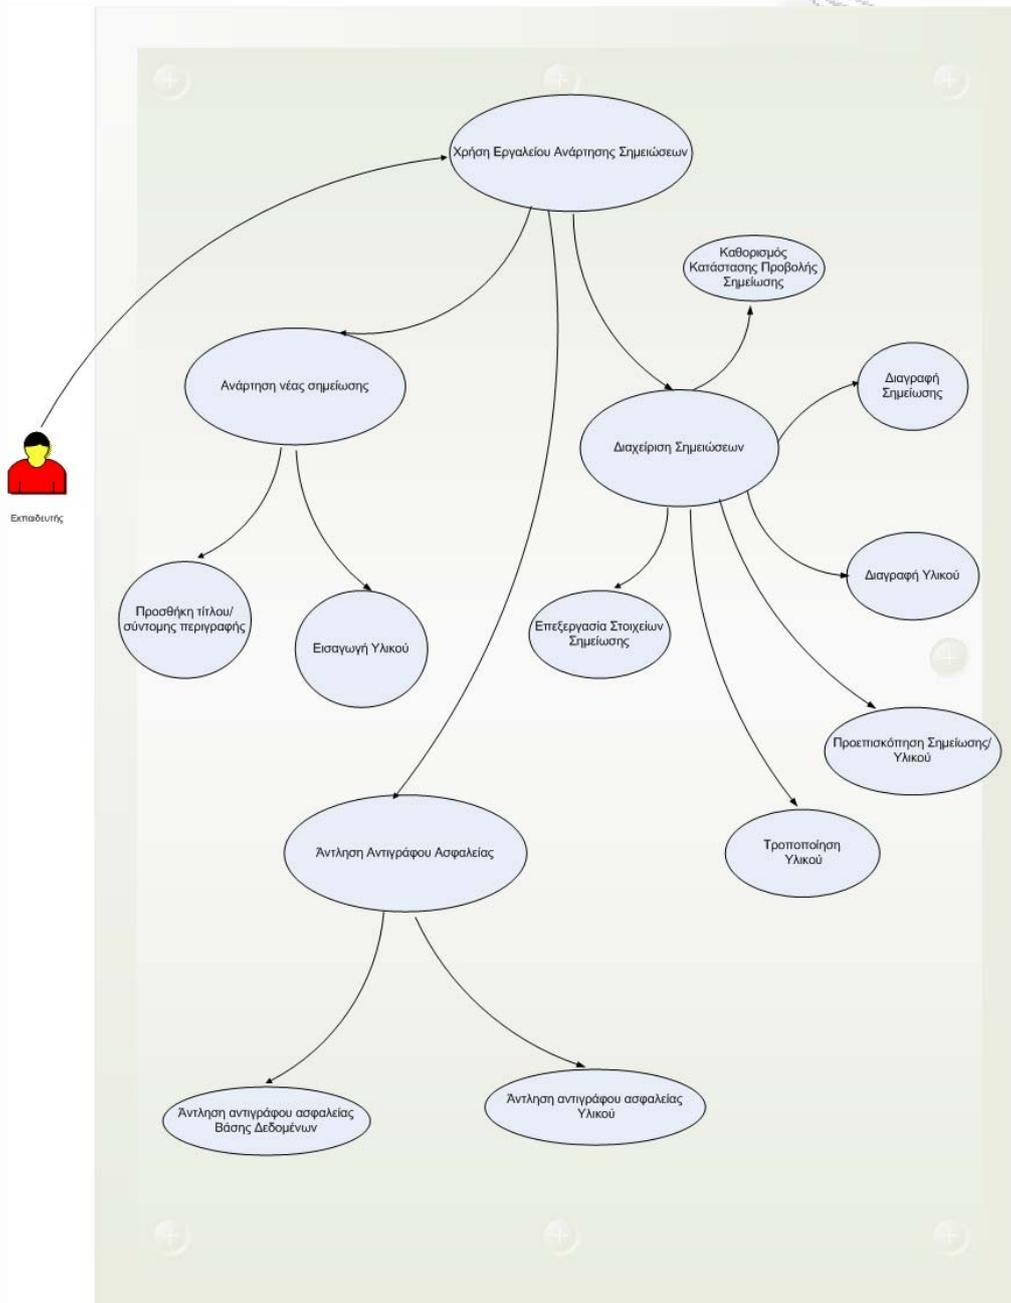 Χρήση Εργαλείου Ανάρτησης Σημειώσεων
Καθορισμός
Κατάστασης Προβολής
Σημείωσης
Ανάρτηση νέας σημείωσης
Διαγραφή
Σημείωσης
Διαχείριση Σημειώσεων
Εκπαιδευτής
Διαγραφή Υλικού
Προσθήκη τίτλου/
σύντομης περιγραφής
Εισαγωγή Υλικού
Επεξεργασία Στοιχείων
Σημείωσης
Προεπισκόπηση Σημείωσης/
Υλικού
Άντληση Αντιγράφου Ασφαλείας
Τροποποίηση
Υλικού
Άντληση αντιγράφου ασφαλείας
Βάσης Δεδομένων
Άντληση αντιγράφου ασφαλείας
Υλικού